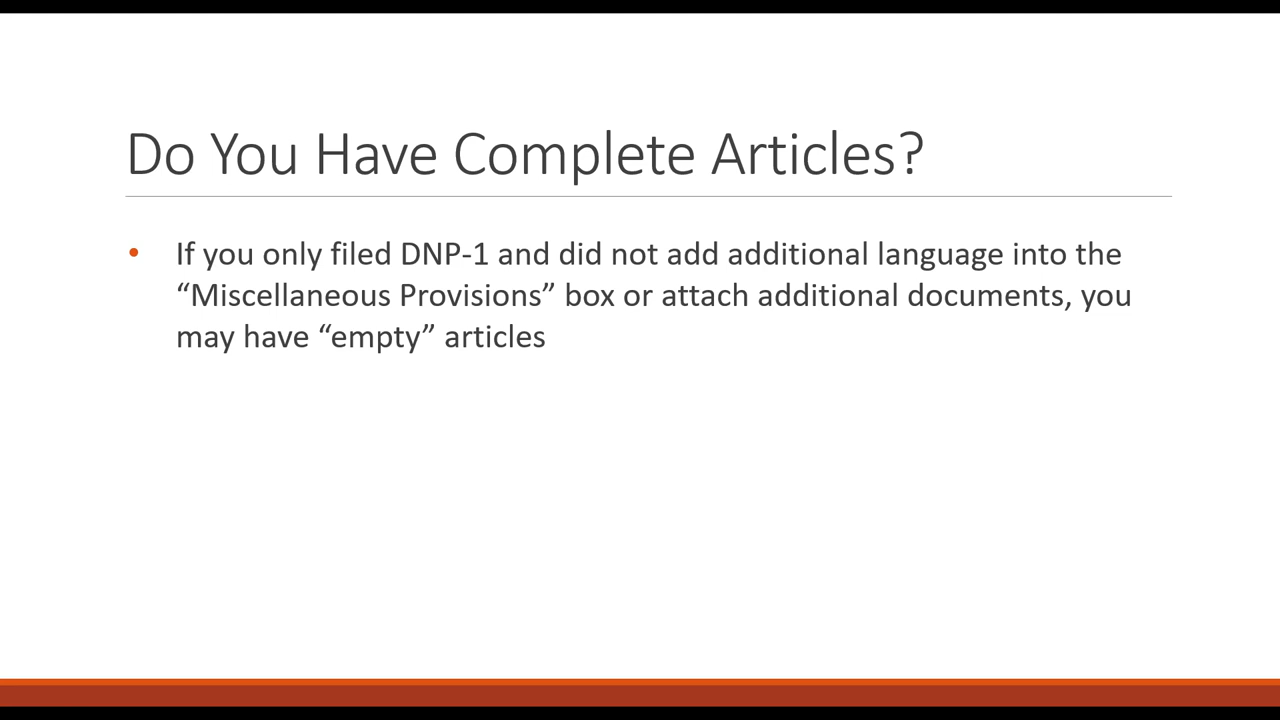 Do You Have Complete Articles?
• If you only filed DNP-1 and did not add additional language into the
“Miscellaneous Provisions” box or attach additional documents, you
may have “empty” articles